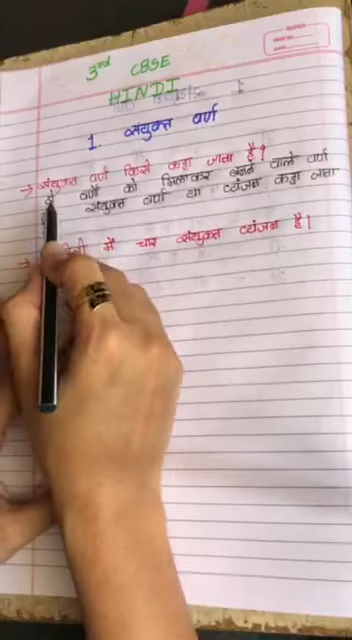 3rd CBSE
HINDI
1. संयुक्त वर्ण
→ संयुक्त वर्ण किसे कहा जाता है?
दो वर्णों को मिलाकर बनने वाले वर्ण
संयुक्त वर्ण या व्यंजन कहा जाता
→ में चार संयुक्त व्यंजन है।